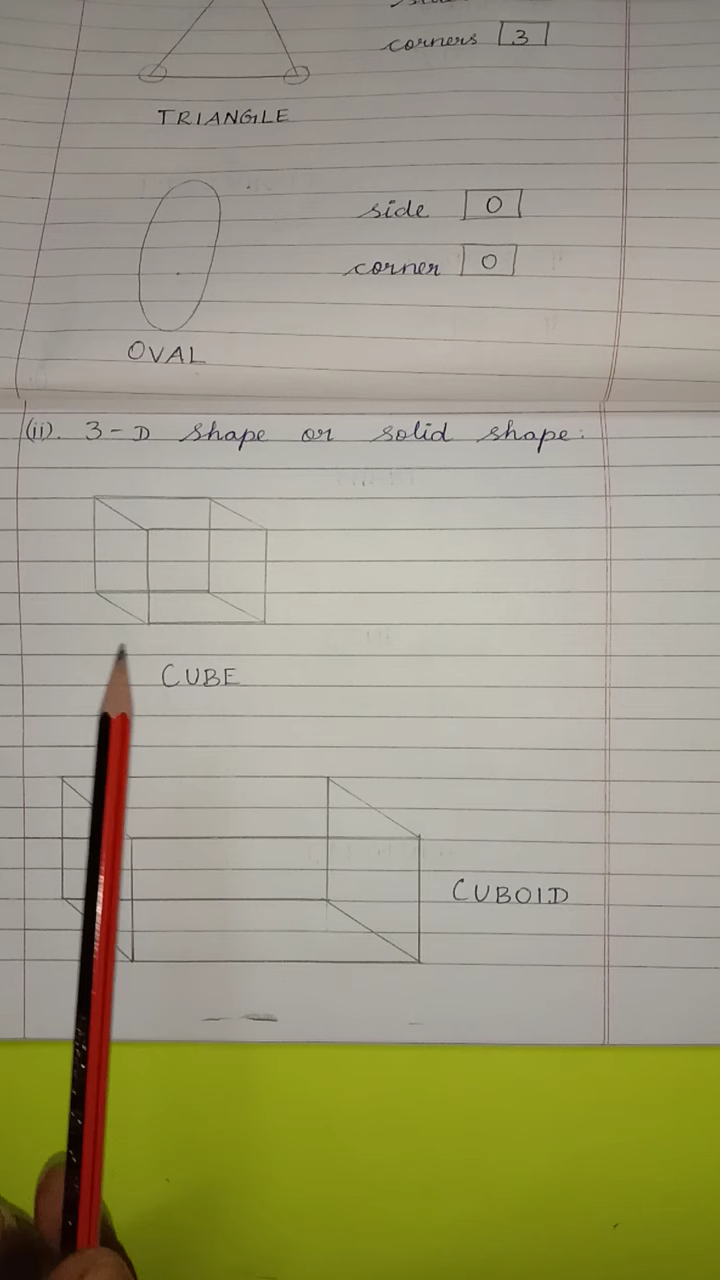 corners 3
TRIANGLE
side 0
corner 0
OVAL
(ii). 3-D shape or solid shape:
CUBE
CUBOID